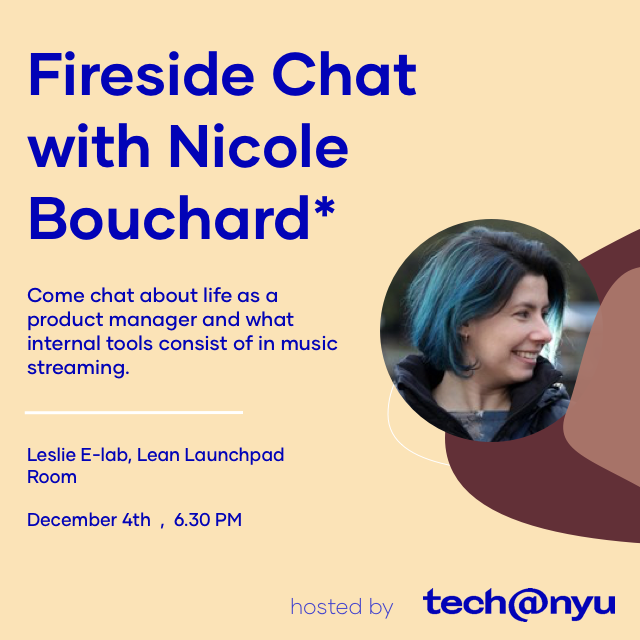 Fireside Chat
with Nicole
Bouchard*
Come chat about life as a
product manager and what
internal tools consist of in music
streaming.
Leslie E-lab, Lean Launchpad
Room
December 4th , 6.30 PM
hosted by tech@nyu